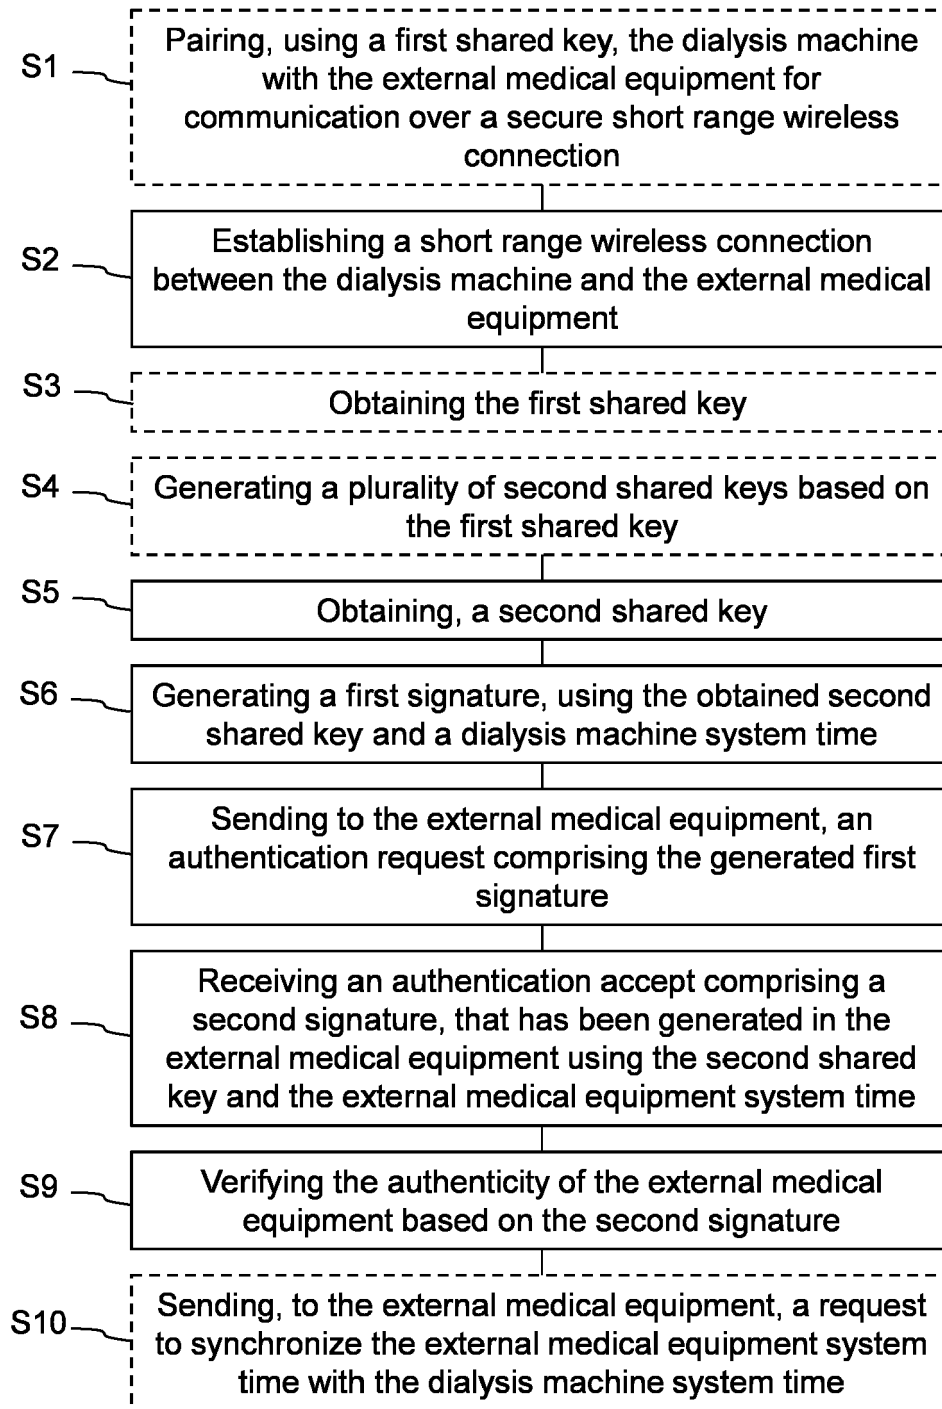 S1
Pairing, using a first shared key, the dialysis machine
with the external medical equipment for
communication over a secure short range wireless
connection
S2
Establishing a short range wireless connection
between the dialysis machine and the external medical
equipment
S3
Obtaining the first shared key
S4
Generating a plurality of second shared keys based on
the first shared key
S5
Obtaining, a second shared key
S6
Generating a first signature, using the obtained second
shared key and a dialysis machine system time
S7
Sending to the external medical equipment, an
authentication request comprising the generated first
signature
S8
Receiving an authentication accept comprising a
second signature, that has been generated in the
external medical equipment using the second shared
key and the external medical equipment system time
S9
Verifying the authenticity of the external medical
equipment based on the second signature
S10
Sending, to the external medical equipment, a request
to synchronize the external medical equipment system
time with the dialysis machine system time